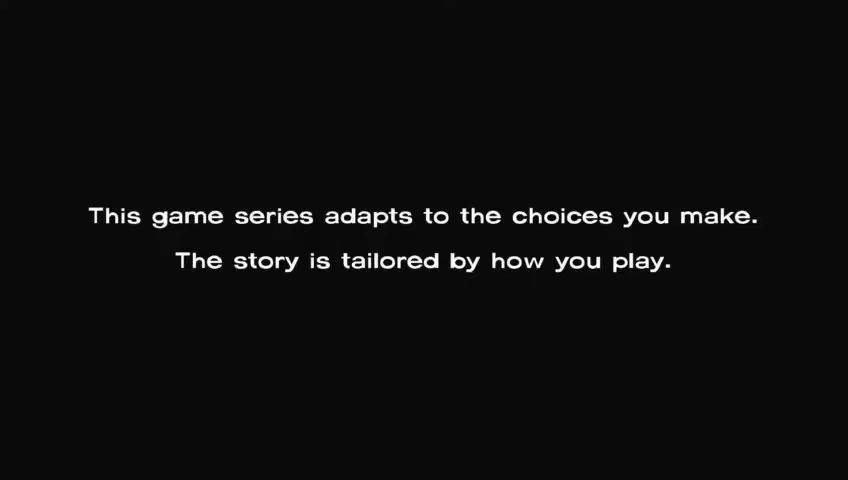 This game series adapts to the choices you make.
The story is tailored by how you play.